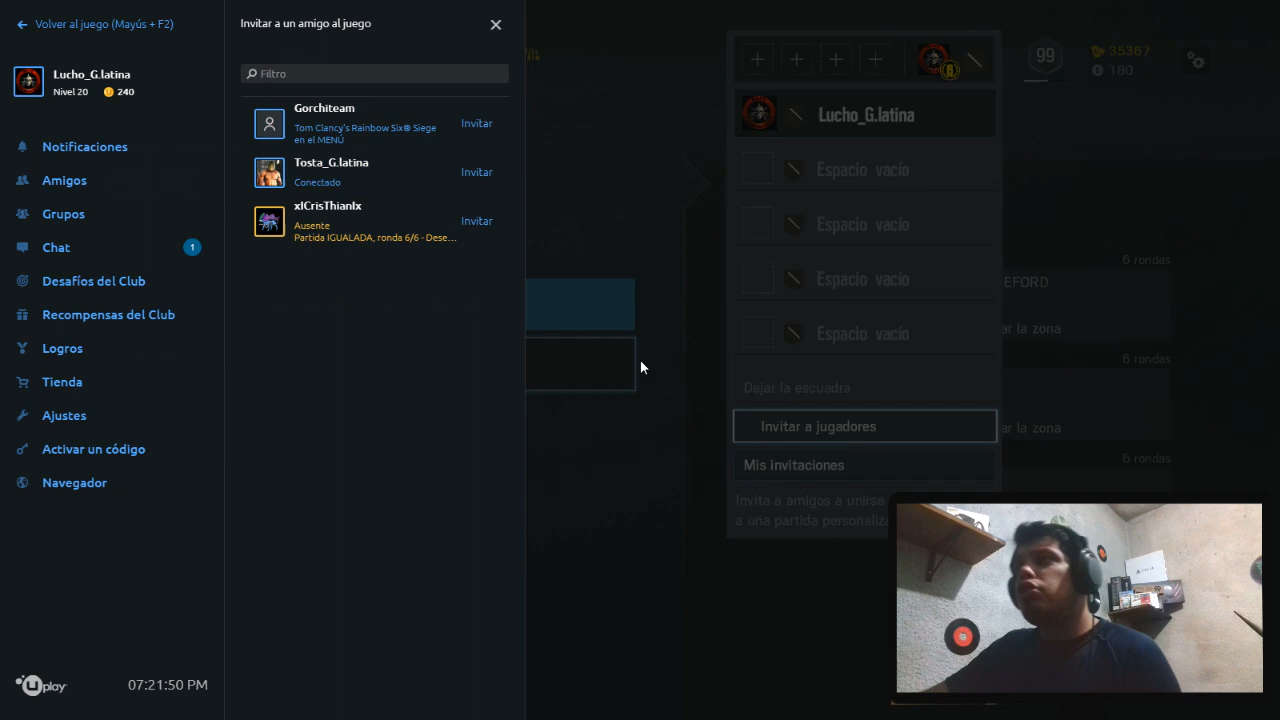 Volver al juego (Mayús + F2)
Lucho_G.latina
Nivel 20
240
Notificaciones
Amigos
Grupos
Chat
1
Desafíos del Club
Recompensas del Club
Logros
Tienda
Ajustes
Activar un código
Navegador
uplay
07:21:50 PM
Invitar a un amigo al juego
Filtro
Gorchiteam
Tom Clancy's Rainbow Six® Siege
en el MENÚ
Invitar
Tosta_G.latina
Conectado
Invitar
xICrisThianIx
Ausente
Partida IGUALADA, ronda 6/6 - Dese...
Invitar
99
35367
180
Lucho_G.latina
Espacio vacío
Espacio vacío
Espacio vacío
Espacio vacío
Dejar la escuadra
Invitar a jugadores
Mis invitaciones
Invita a amigos a unirse
a una partida personaliza
6 rondas
EFORD
ar la zona
6 rondas
ar la zona
6 rondas